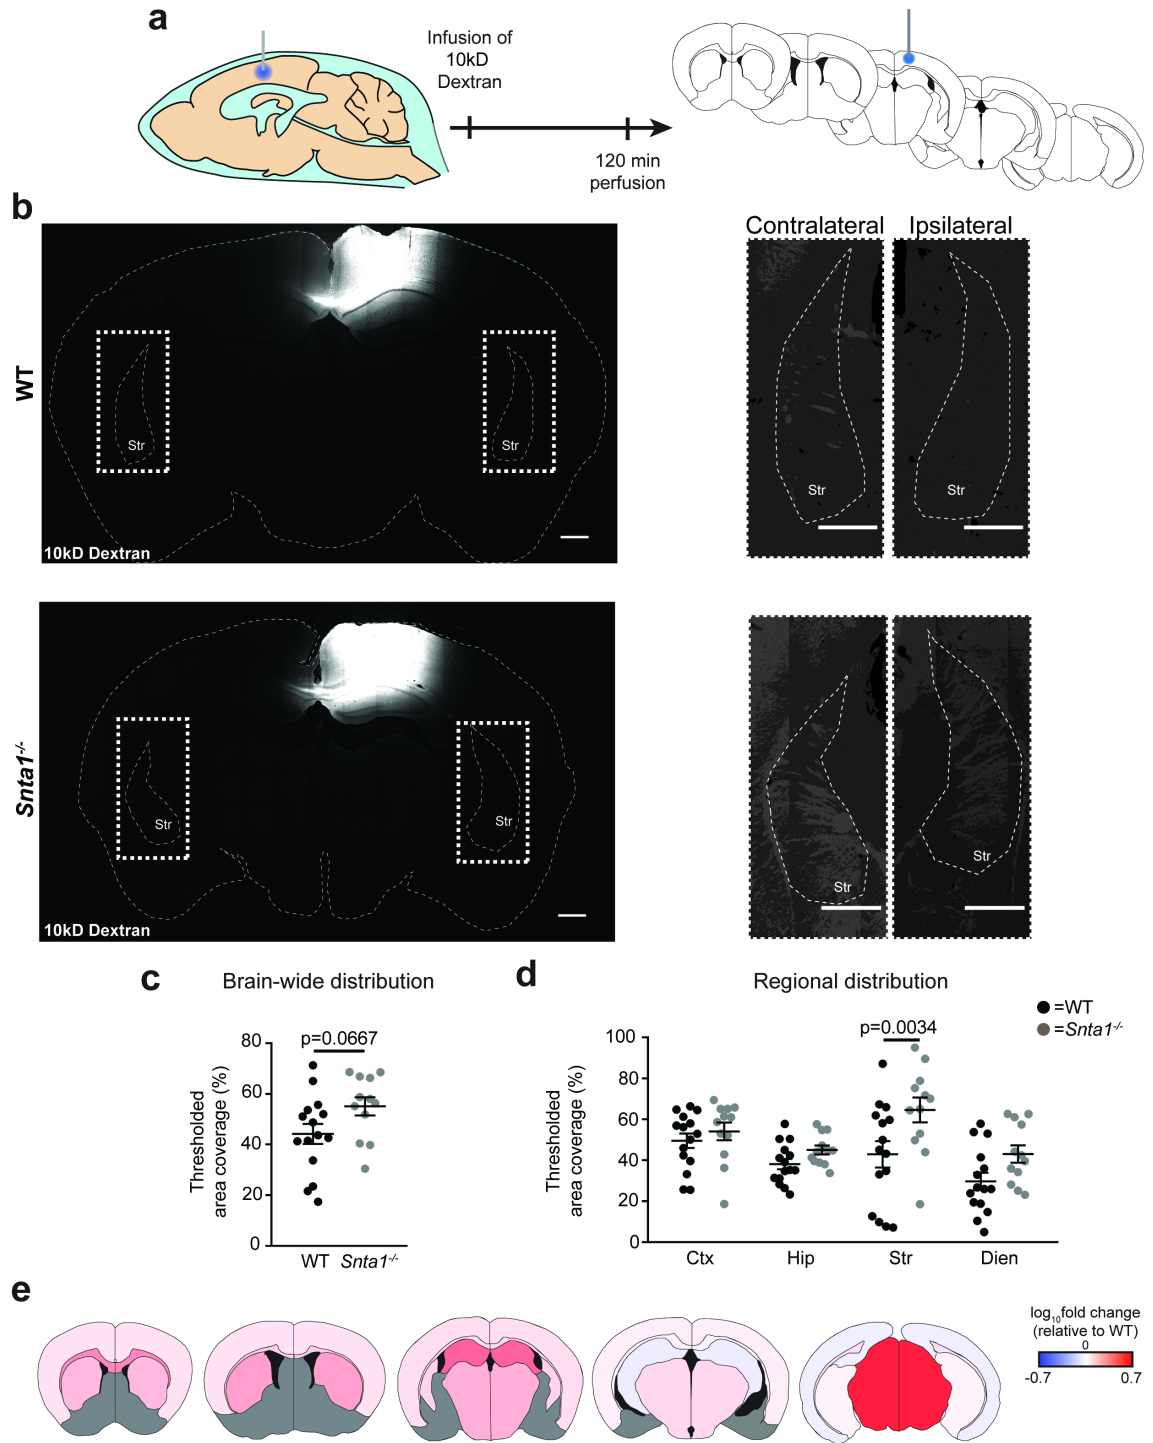 a
Infusion of
10kD
Dextran
120 min
perfusion
b
Contralateral Ipsilateral
WT
Str
Str
Str
Str
10kD Dextran
Snta1-/-
Str
Str
Str
Str
10kD Dextran
c
Brain-wide distribution
Thresholded
area coverage (%)
80
60
40
20
0
p=0.0667
WT Snta1-/-
d
Regional distribution
=WT
=Snta1-/-
Thresholded
area coverage (%)
100
80
60
40
20
0
p=0.0034
Ctx Hip Str Dien
e
log10fold change
(relative to WT)
0
-0.7 0.7